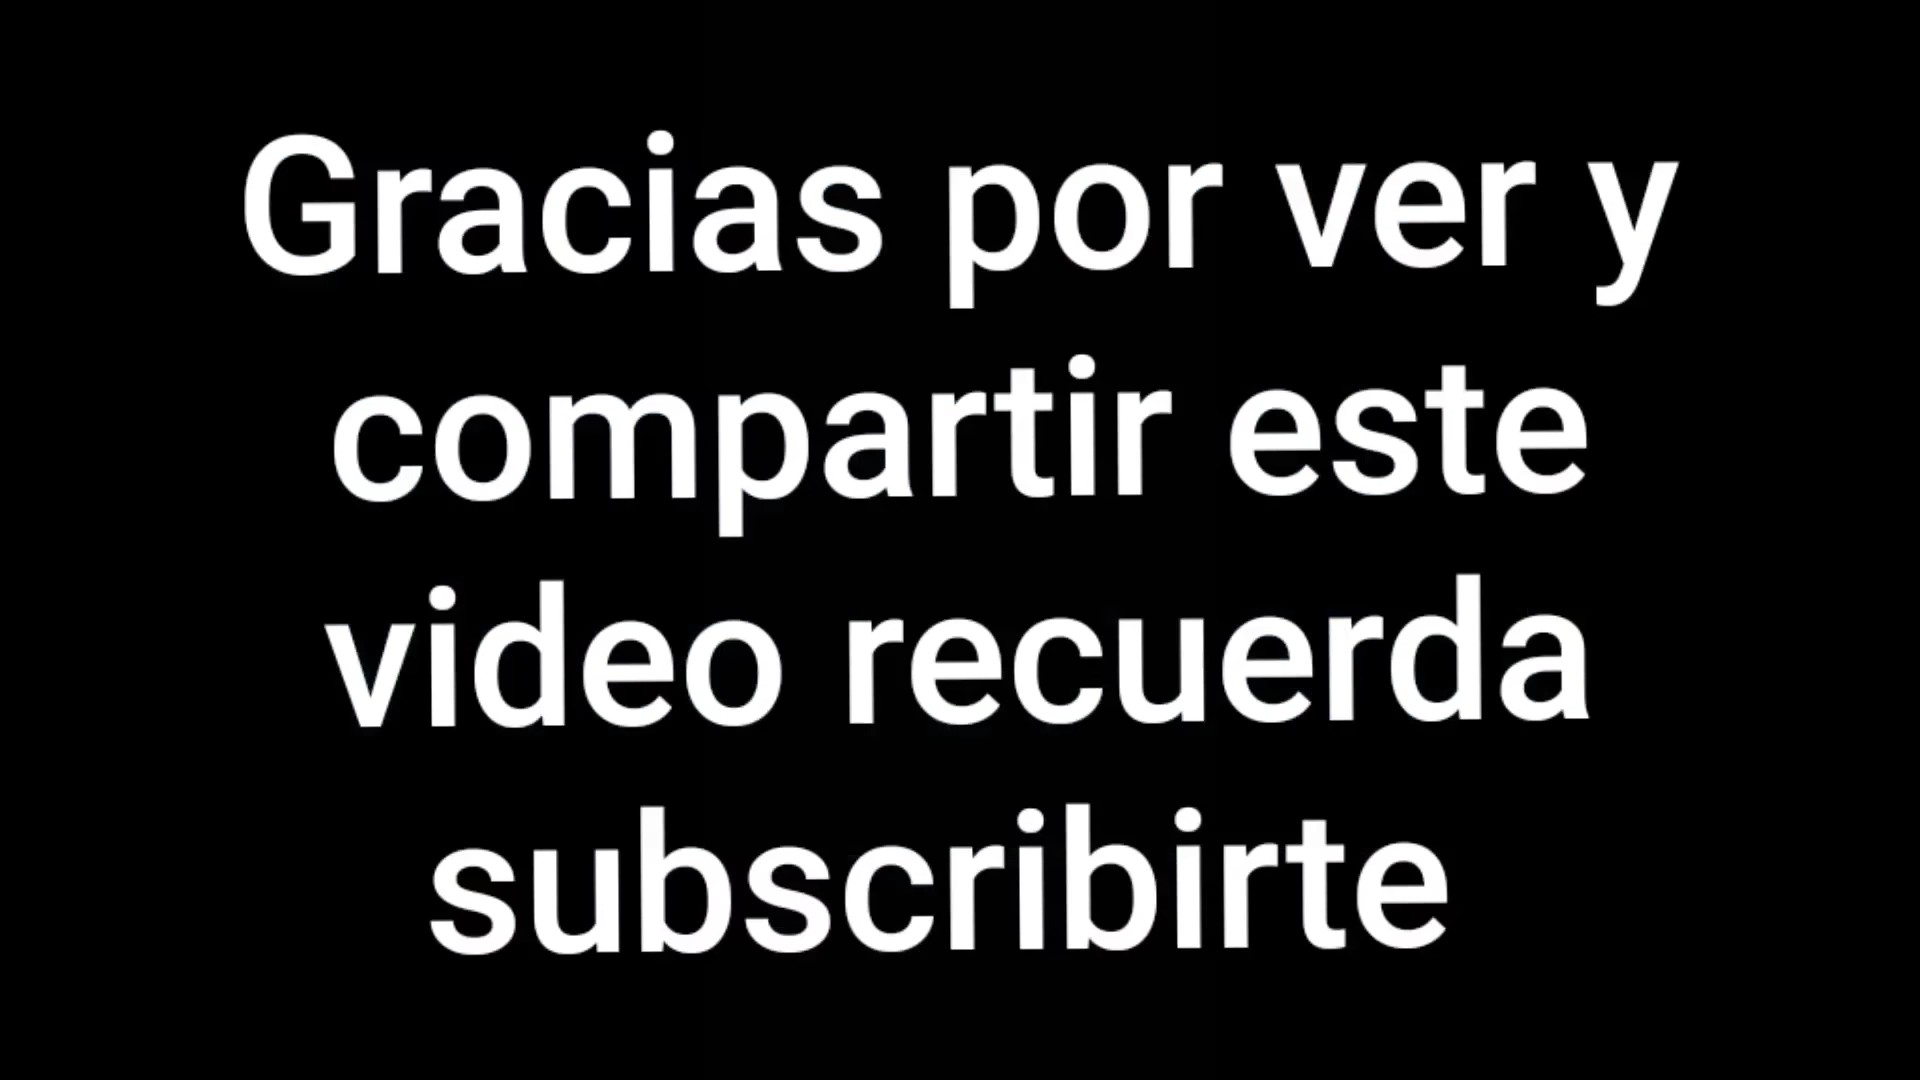 Gracias por ver y
compartir este
video recuerda
subscribirte